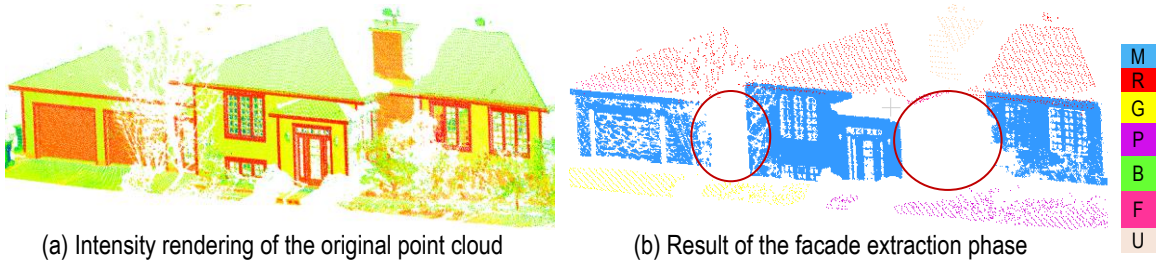 M
R
G
P
B
F
U
(a) Intensity rendering of the original point cloud
(b) Result of the facade extraction phase